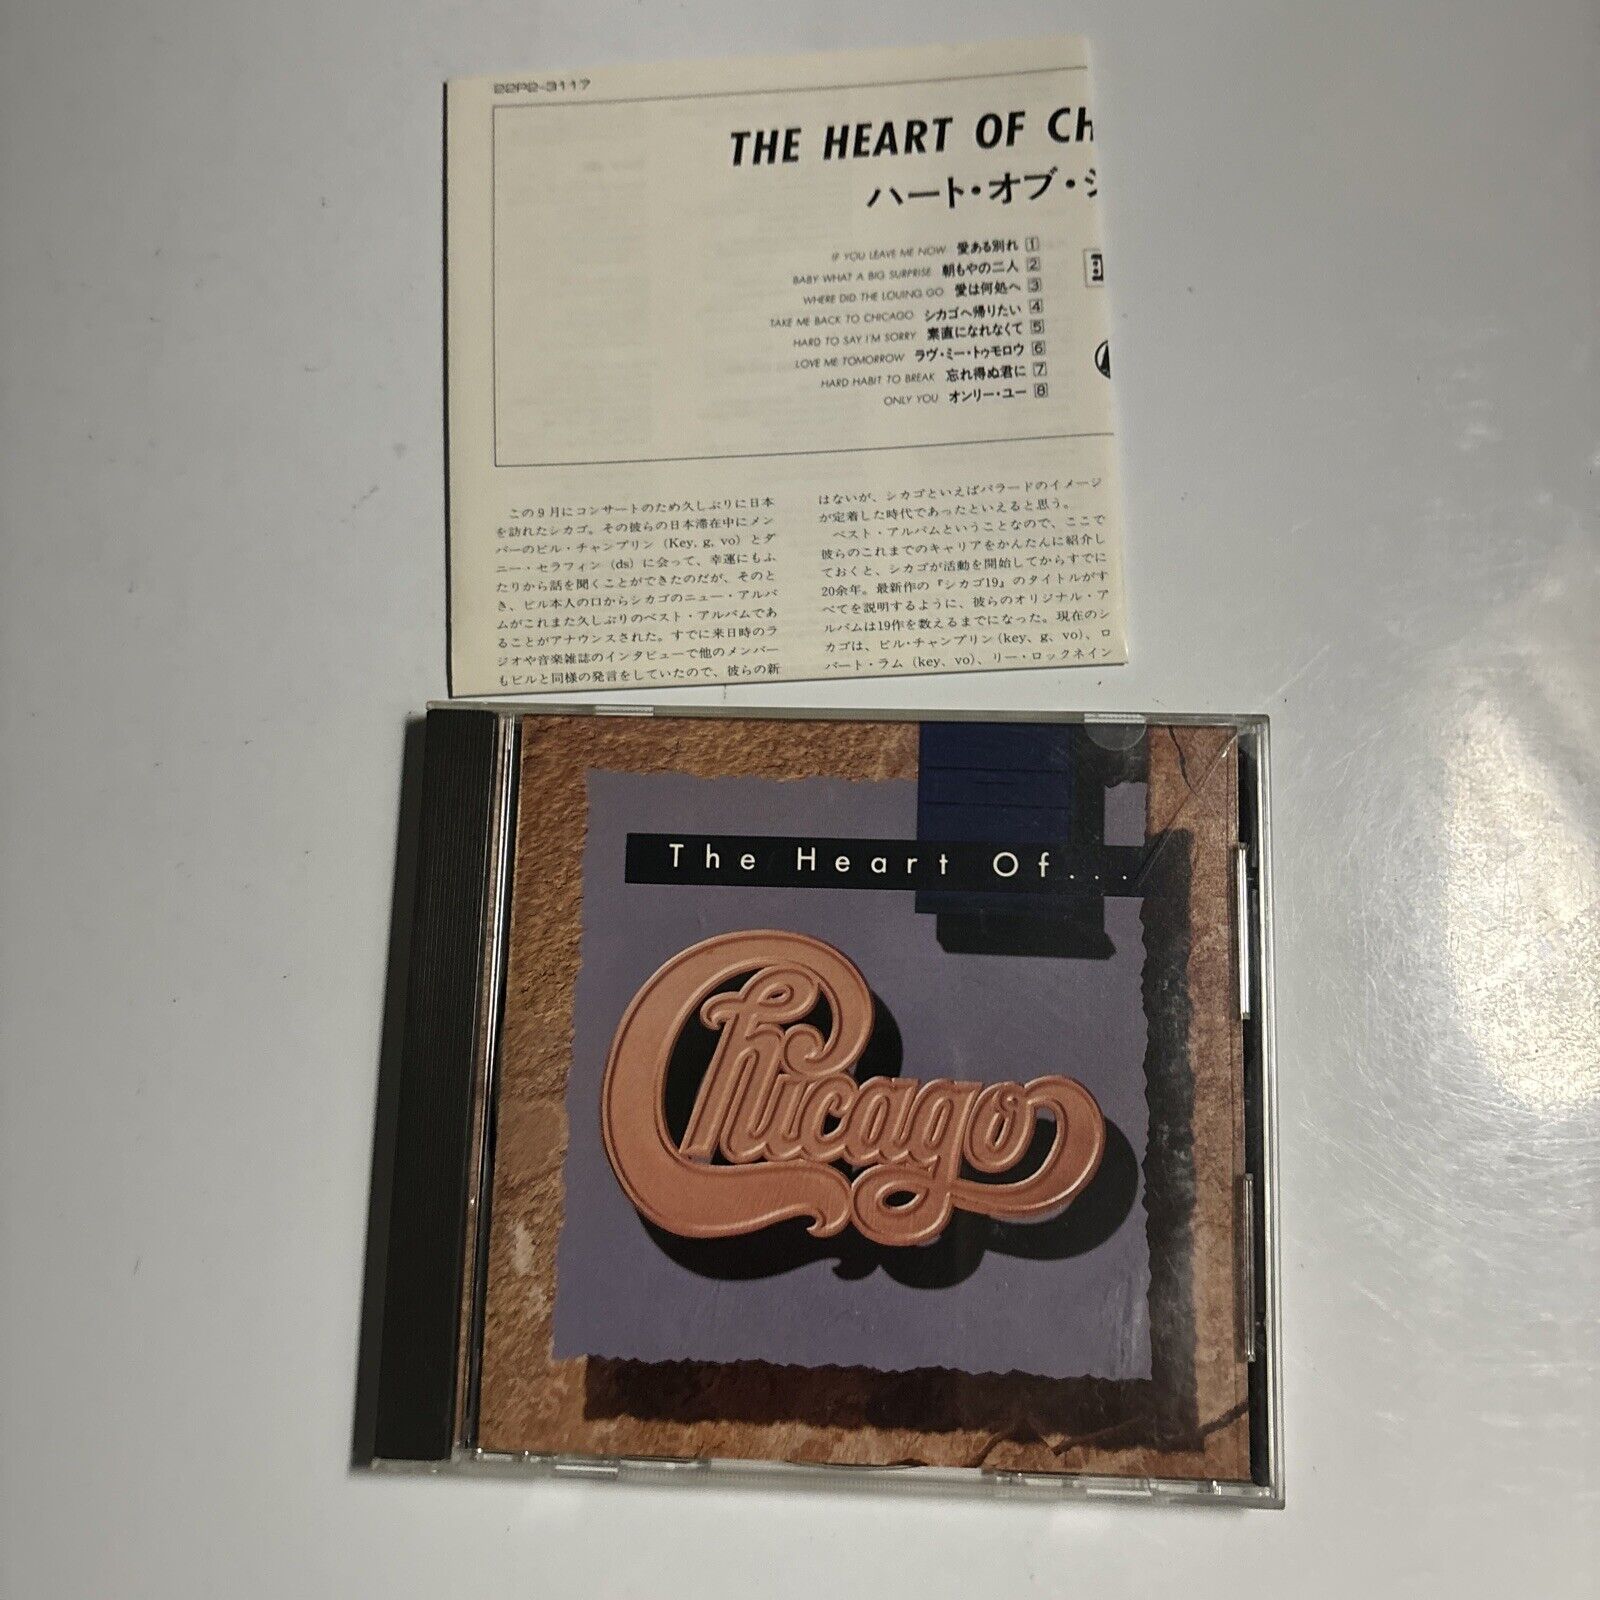 22P2-3117
THE HEART OF CH
ハート・オブ・シ
IF YOU LEAVE ME NOW 愛ある別れ 1
BABY WHAT A BIG SURPRISE 朝もやの二人 2
WHERE DID THE LOUING GO 愛は何処へ 3
TAKE ME BACK TO CHICAGO シカゴへ帰りたい 4
HARD TO SAY I'M SORRY 素直になれなくて 5
LOVE ME TOMORROW ラヴ・ミー・トゥモロウ 6
HARD HABIT TO BREAK 忘れ得ぬ君に 7
ONLY YOU オンリー・ユー 8
この9月にコンサートのため久しぶりに日本
を訪れたシカゴ。その彼らの日本滞在中にメン
バーのビル・チャンプリン (Key, g, vo) とダ
ニー・セラフィン (ds) に会って、幸運にもふ
たりから話を聞くことができたのだが、そのと
き、ビル本人の口からシカゴのニュー・アルバ
ムがこれまた久しぶりのベスト・アルバムであ
ることがアナウンスされた。すでに来日時のラ
ジオや音楽雑誌のインタビューで他のメンバー
もビルと同様の発言をしていたので、彼らの新
はないが、シカゴといえばバラードのイメージ
が定着した時代であったといえると思う。
ベスト・アルバムということなので、ここで
彼らのこれまでのキャリアをかんたんに紹介し
ておくと、シカゴが活動を開始してからすでに
20余年。最新作の『シカゴ19』のタイトルがす
べてを説明するように、彼らのオリジナル・ア
ルバムは19作を数えるまでになった。現在のシ
カゴは、ビル・チャンプリン (key、g、vo)、ロ
バート・ラム (key、vo)、リー・ロックネイン
The Heart Of...
Chicago